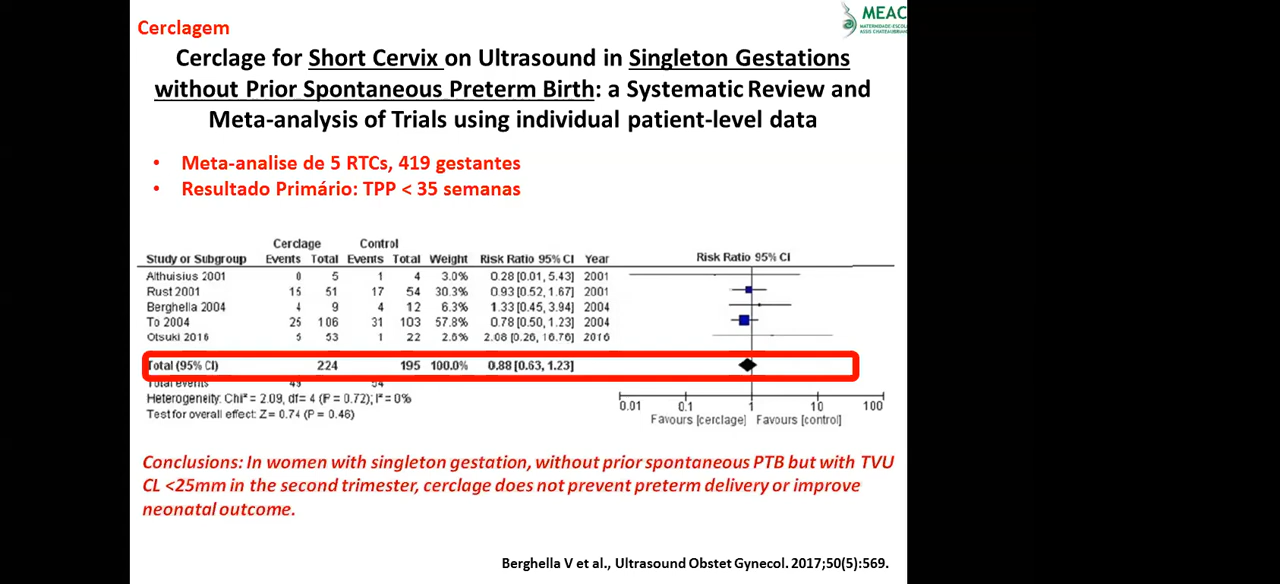 Cerclagem
MEAC
MATERNIDADE-ESCOLA
ASSIS CHATEAUBRIAND
Cerclage for Short Cervix on Ultrasound in Singleton Gestations
without Prior Spontaneous Preterm Birth: a Systematic Review and
Meta-analysis of Trials using individual patient-level data
• Meta-analise de 5 RTCs, 419 gestantes
• Resultado Primário: TPP < 35 semanas
Cerclage Control
Study or Subgroup Events Total Events Total Weight Risk Ratio 95% CI Year Risk Ratio 95% CI
Althuisius 2001 0 5 1 4 3.0% 0.28 [0.01, 5.43] 2001
Rust 2001 15 51 17 54 30.3% 0.93 [0.52, 1.67] 2001
Berghella 2004 4 9 4 12 6.3% 1.33 [0.45, 3.94] 2004
To 2004 25 106 31 103 57.8% 0.78 [0.50, 1.23] 2004
Otsuki 2016 5 53 1 22 2.6% 2.08 [0.26, 16.76] 2016
Total (95% CI) 224 195 100.0% 0.88 [0.63, 1.23]
Total events 49 54
Heterogeneity: Chi² = 2.09, df= 4 (P = 0.72); I² = 0%
Test for overall effect: Z= 0.74 (P = 0.46)
0.01 0.1 1 10 100
Favours [cerclage] Favours [control]
Conclusions: In women with singleton gestation, without prior spontaneous PTB but with TVU
CL <25mm in the second trimester, cerclage does not prevent preterm delivery or improve
neonatal outcome.
Berghella V et al., Ultrasound Obstet Gynecol. 2017;50(5):569.